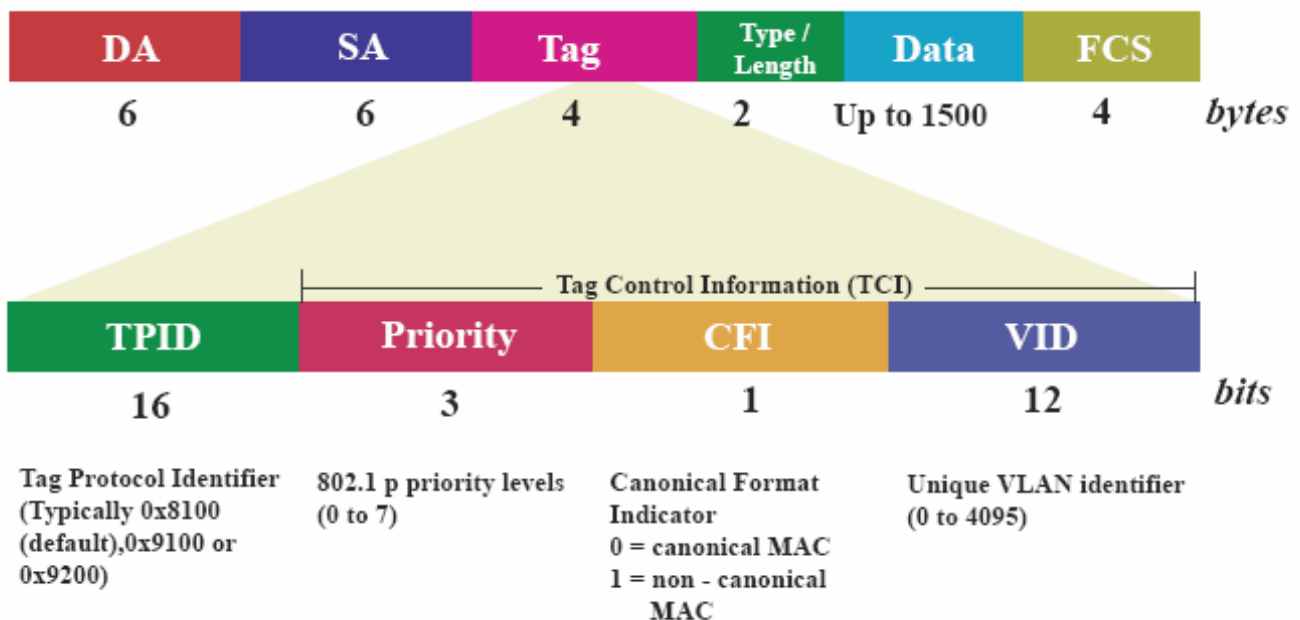 DA SA Tag Type / Length Data FCS
6 6 4 2 Up to 1500 4 bytes
Tag Control Information (TCI)
TPID Priority CFI VID
16 3 1 12 bits
Tag Protocol Identifier
(Typically 0x8100
(default),0x9100 or
0x9200)
802.1 p priority levels
(0 to 7)
Canonical Format
Indicator
0 = canonical MAC
1 = non - canonical
MAC
Unique VLAN identifier
(0 to 4095)